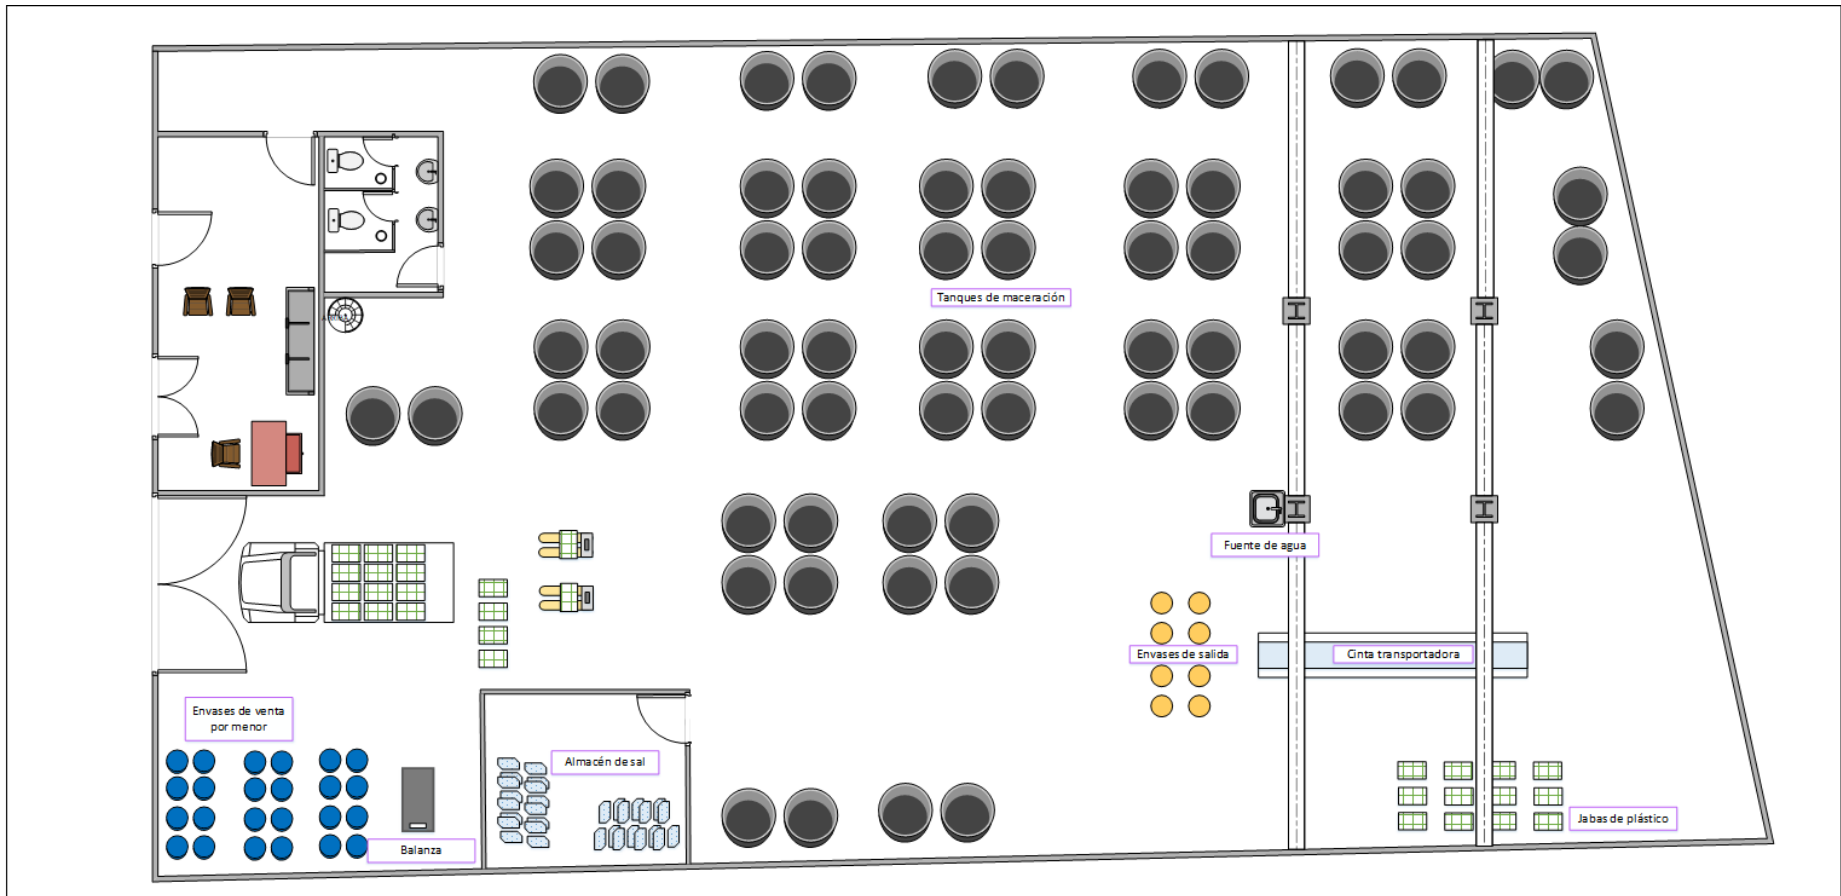 Tanques de maceración
Fuente de agua
Envases de salida
Cinta transportadora
Envases de venta
por menor
Almacén de sal
Balanza
Jabas de plástico